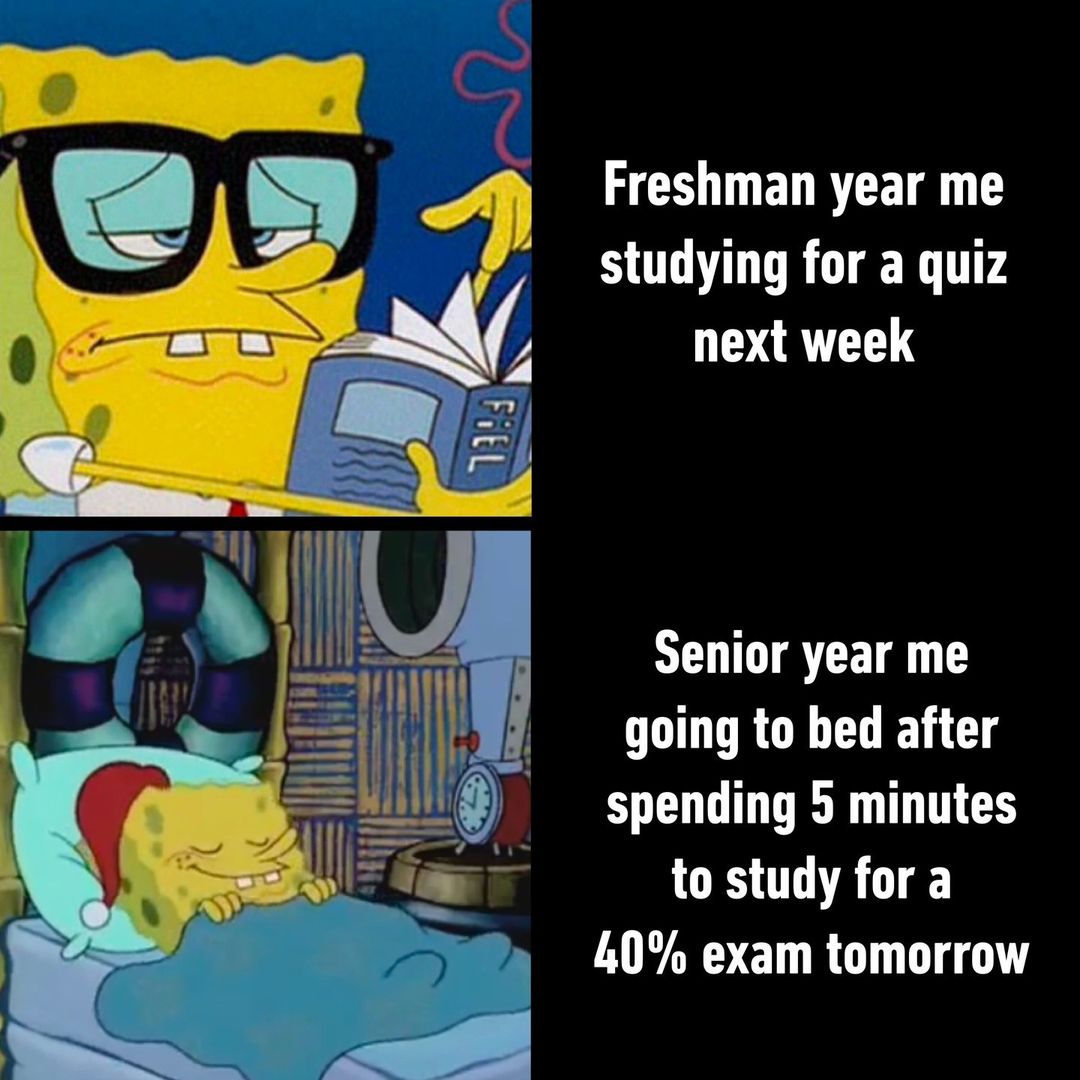 FiEL
Freshman year me
studying for a quiz
next week
Senior year me
going to bed after
spending 5 minutes
to study for a
40% exam tomorrow